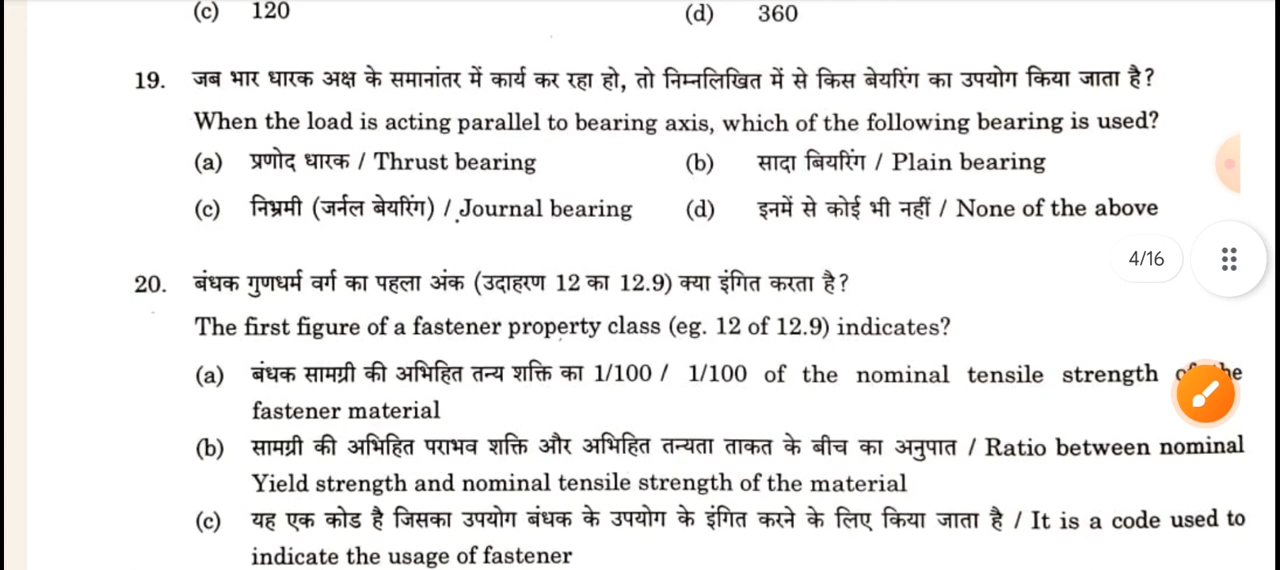 (c) 120 (d) 360
19. जब भार धारक अक्ष के समानांतर में कार्य कर रहा हो, तो निम्नलिखित में से किस बेयरिंग का उपयोग किया जाता है?
When the load is acting parallel to bearing axis, which of the following bearing is used?
(a) प्रणोद धारक / Thrust bearing (b) सादा बियरिंग / Plain bearing
(c) निभ्रमी (जर्नल बेयरिंग) / Journal bearing (d) इनमें से कोई भी नहीं / None of the above
4/16
20. बंधक गुणधर्म वर्ग का पहला अंक (उदाहरण 12 का 12.9) क्या इंगित करता है?
The first figure of a fastener property class (eg. 12 of 12.9) indicates?
(a) बंधक सामग्री की अभिहित तन्य शक्ति का 1/100 / 1/100 of the nominal tensile strength
fastener material
(b) सामग्री की अभिहित पराभव शक्ति और अभिहित तन्यता ताकत के बीच का अनुपात / Ratio between nominal
Yield strength and nominal tensile strength of the material
(c) यह एक कोड है जिसका उपयोग बंधक के उपयोग के इंगित करने के लिए किया जाता है / It is a code used to
indicate the usage of fastener